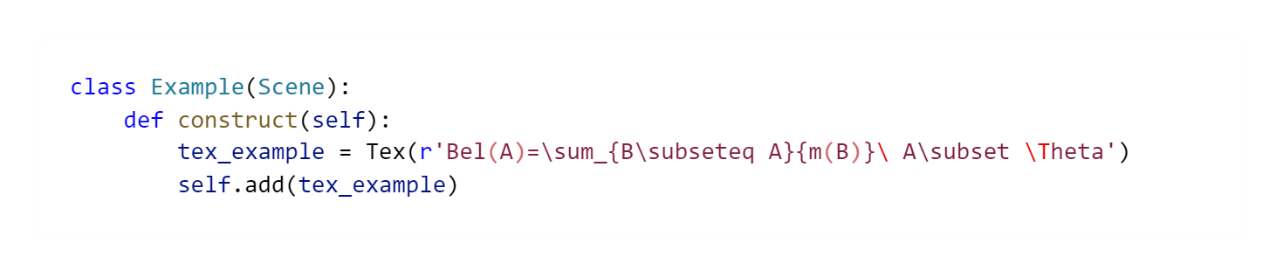 class Example(Scene):
    def construct(self):
        tex_example = Tex(r'Bel(A)=\sum_{B\subseteq A}{m(B)}\ A\subset \Theta')
        self.add(tex_example)